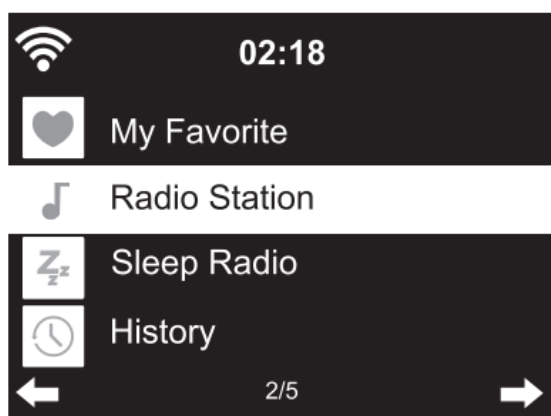 02:18
My Favorite
Radio Station
Sleep Radio
History
2/5